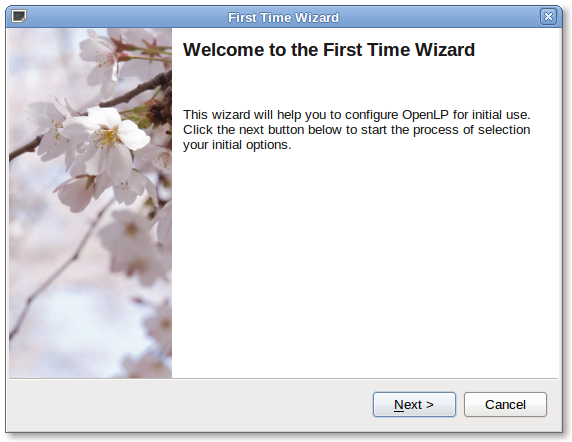 First Time Wizard
Welcome to the First Time Wizard
This wizard will help you to configure OpenLP for initial use.
Click the next button below to start the process of selection
your initial options.
Next >
Cancel